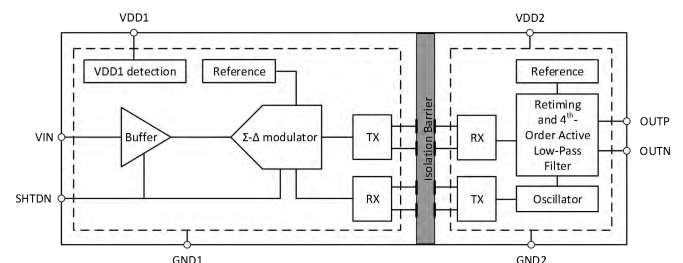 VDD1
VDD2
VDD1 detection
Reference
Reference
VIN
Buffer
Σ-Δ modulator
TX
Isolation Barrier
RX
Retiming
and 4th-
Order Active
Low-Pass
Filter
OUTP
OUTN
SHTDN
RX
TX
Oscillator
GND1
GND2